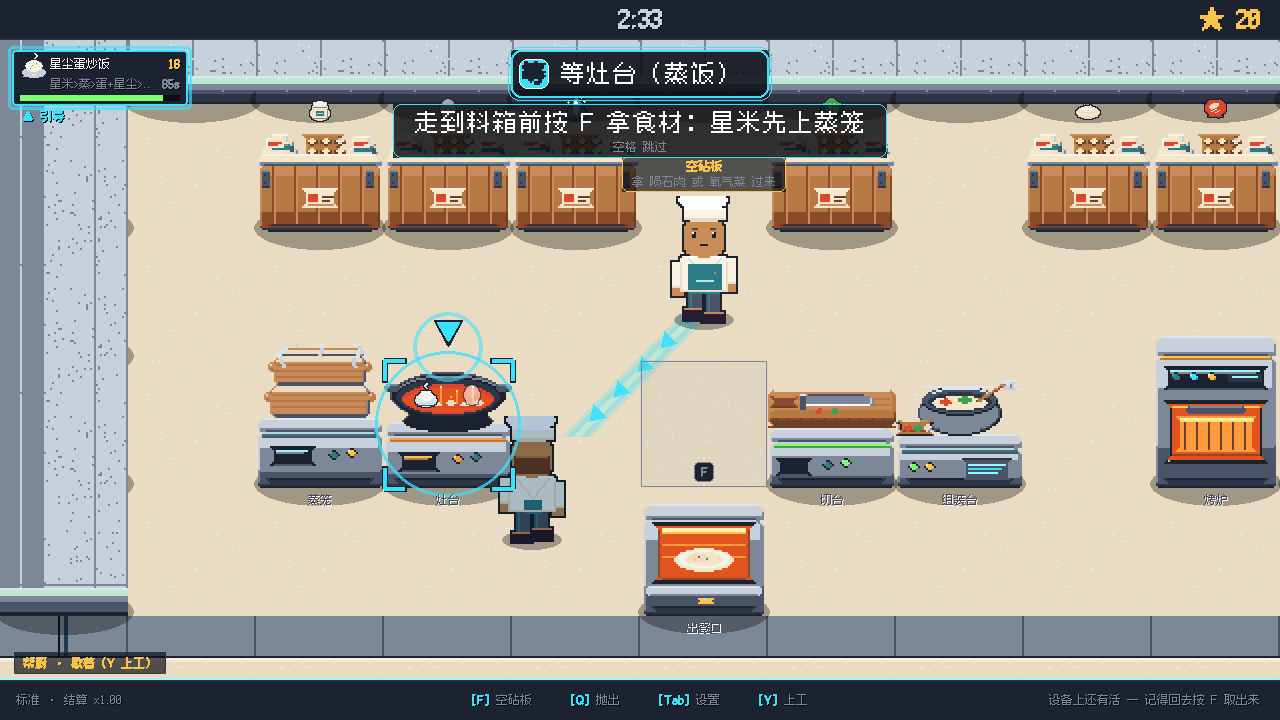 2:33
20
星尘蛋炒饭 18
星米>蒸>蛋+星尘>.. 85s
引导
等灶台（蒸饭）
走到料箱前按 F 拿食材：星米先上蒸笼
空格 跳过
空砧板
拿 陨石肉 或 氧气菜 过来
F
蒸笼
灶台
切台
组装台
烤炉
出餐口
帮厨 · 歇着（Y 上工）
标准 · 结算 x1.00
[F] 空砧板
[Q] 抛出
[Tab] 设置
[Y] 上工
设备上还有活 — 记得回去按 F 取出来